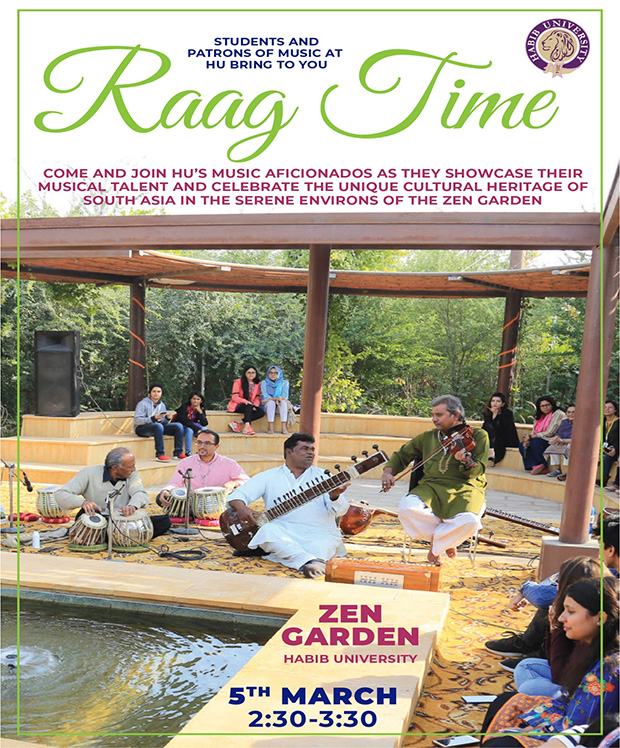 STUDENTS AND
PATRONS OF MUSIC AT
HU BRING TO YOU
HABIB UNIVERSITY
Raag Time
COME AND JOIN HU'S MUSIC AFICIONADOS AS THEY SHOWCASE THEIR
MUSICAL TALENT AND CELEBRATE THE UNIQUE CULTURAL HERITAGE OF
SOUTH ASIA IN THE SERENE ENVIRONS OF THE ZEN GARDEN
ZEN
GARDEN
HABIB UNIVERSITY
5TH MARCH
2:30-3:30